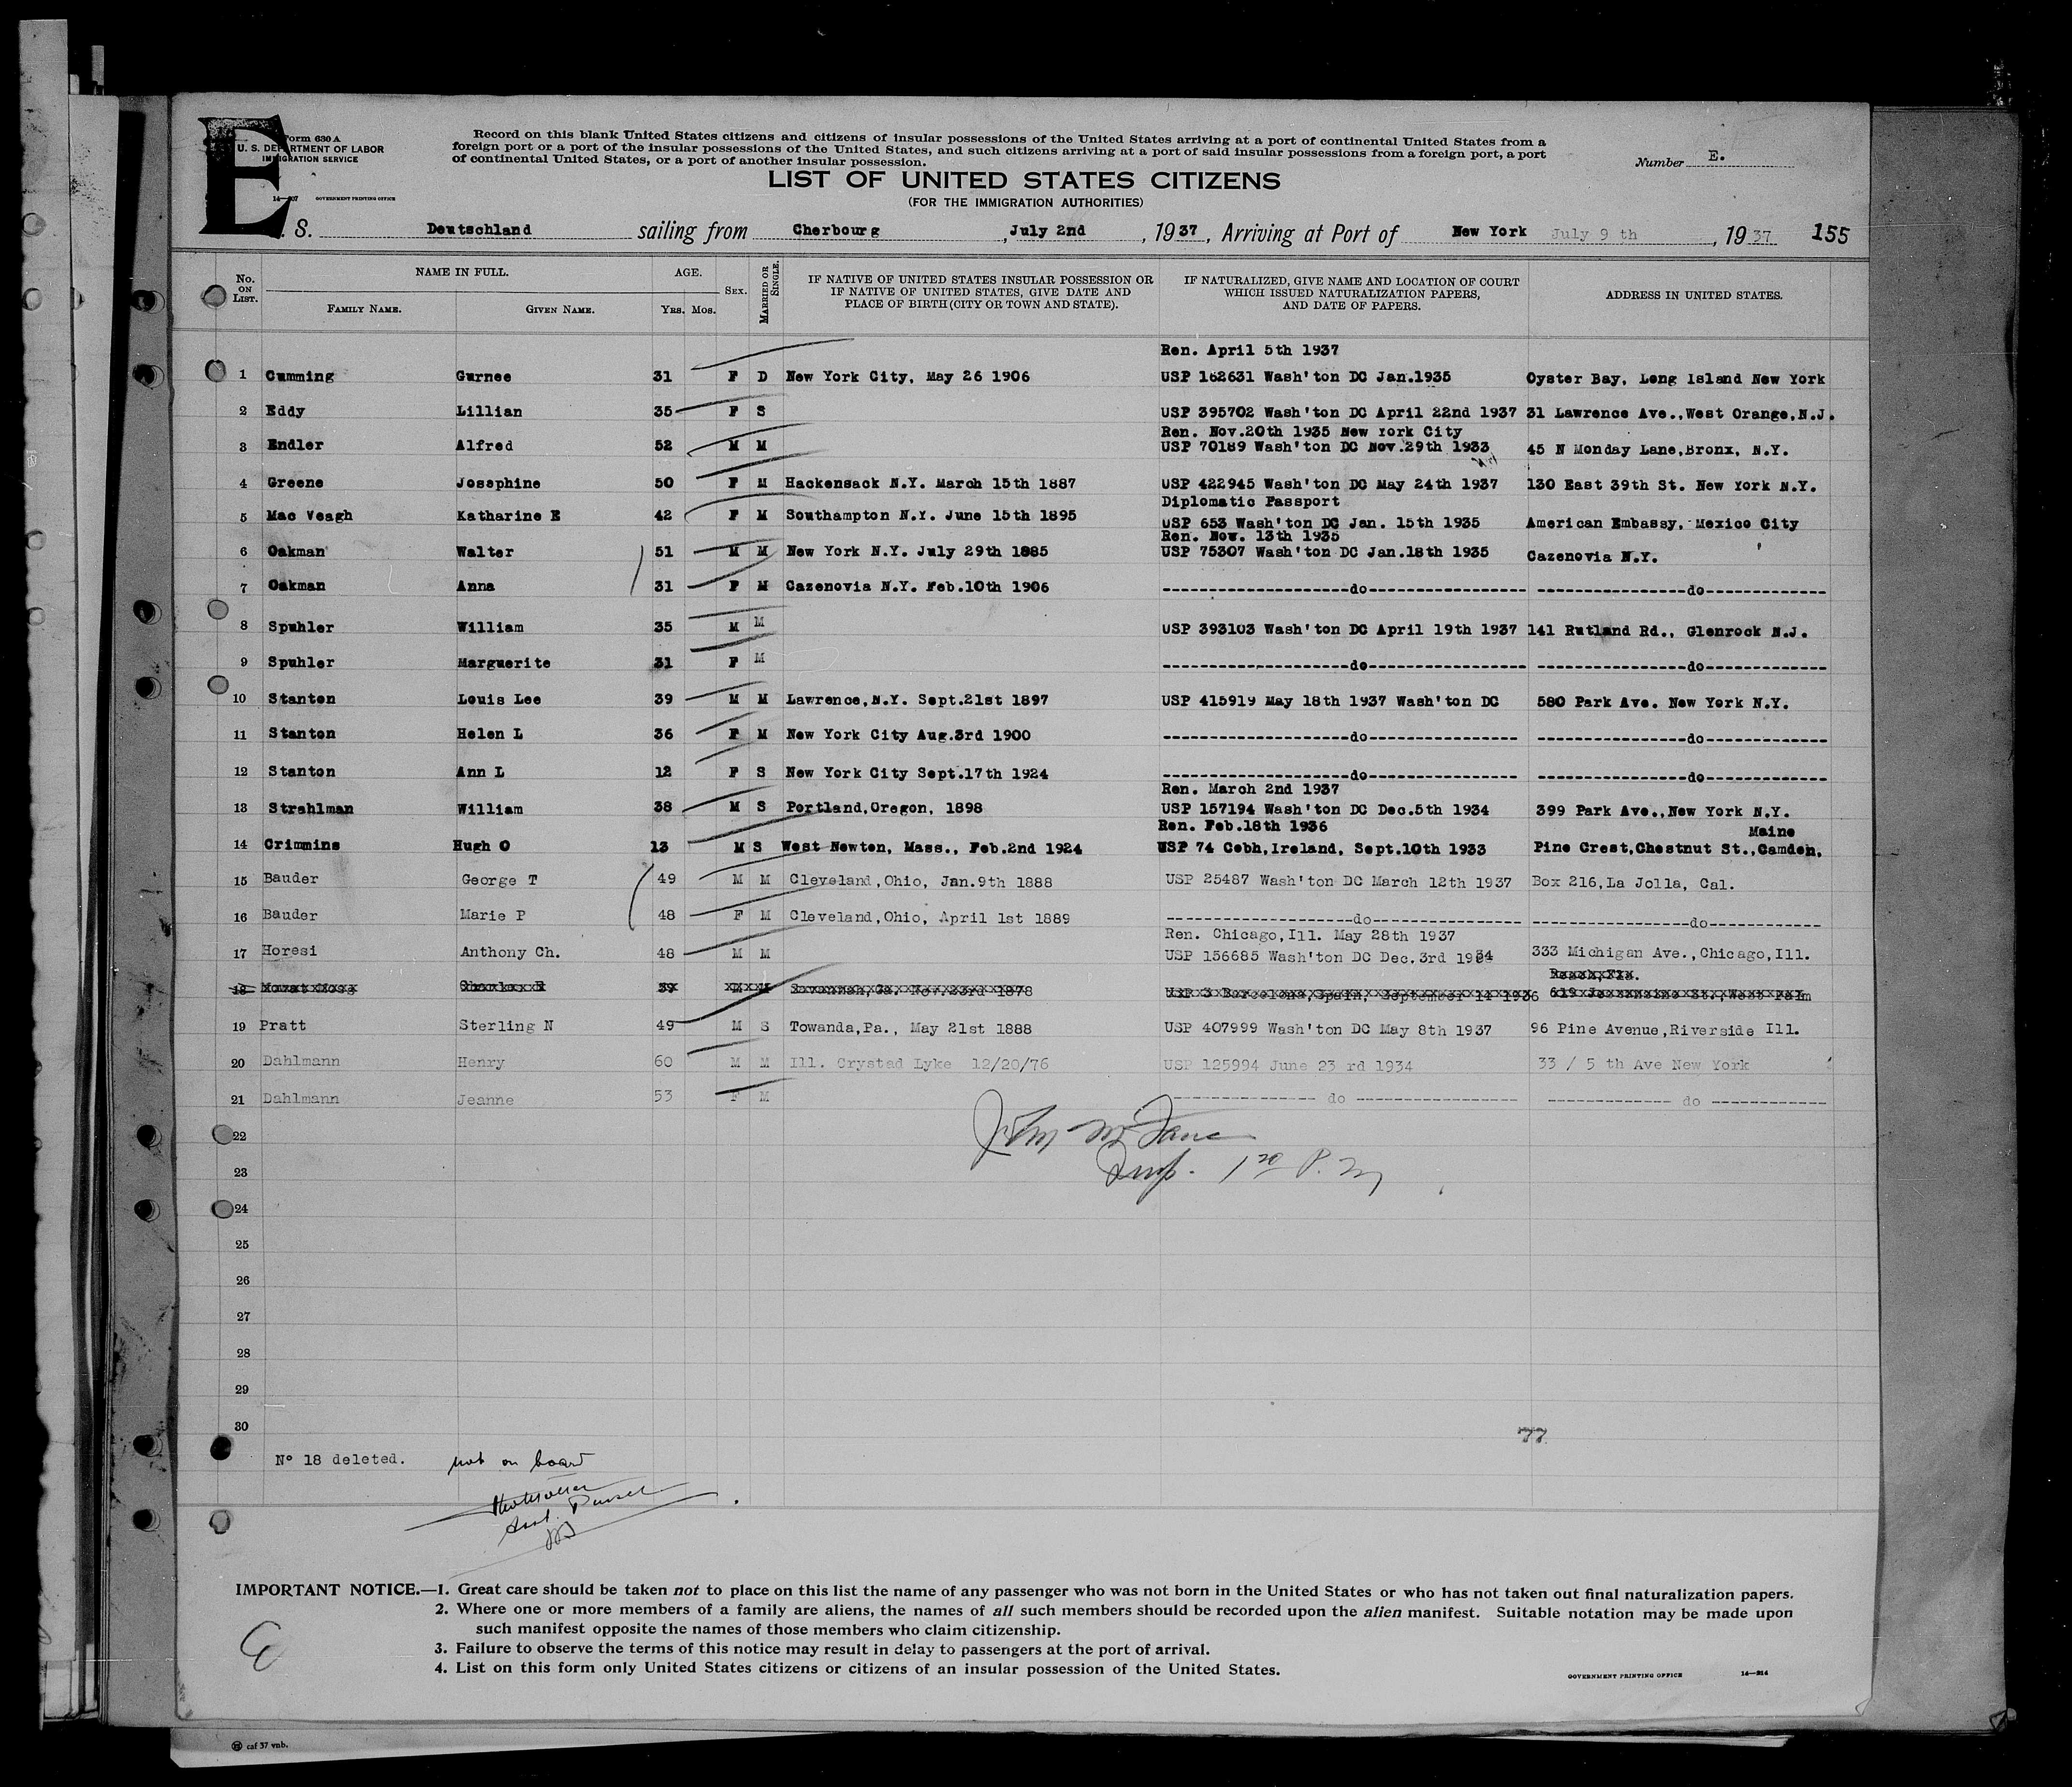 E
Form 630 A
U. S. DEPARTMENT OF LABOR
IMMIGRATION SERVICE
GOVERNMENT PRINTING OFFICE
Record on this blank United States citizens and citizens of insular possessions of the United States arriving at a port of continental United States from a
foreign port or a port of the insular possessions of the United States, and such citizens arriving at a port of said insular possessions from a foreign port, a port
of continental United States, or a port of another insular possession.
Number E.
LIST OF UNITED STATES CITIZENS
(FOR THE IMMIGRATION AUTHORITIES)
S. Deutschland sailing from Cherbourg, July 2nd, 1937, Arriving at Port of New York July 9 th, 1937 155
No. ON LIST. NAME IN FULL. FAMILY NAME. GIVEN NAME. AGE. YRS. MOS. SEX. MARRIED OR SINGLE. IF NATIVE OF UNITED STATES INSULAR POSSESSION OR IF NATIVE OF UNITED STATES, GIVE DATE AND PLACE OF BIRTH (CITY OR TOWN AND STATE). IF NATURALIZED, GIVE NAME AND LOCATION OF COURT WHICH ISSUED NATURALIZATION PAPERS, AND DATE OF PAPERS. ADDRESS IN UNITED STATES.
Ren. April 5th 1937
1 Cumming Gurnee 31 F D New York City, May 26 1906 USP 162631 Wash'ton DC Jan.1935 Oyster Bay, Long Island New York
2 Eddy Lillian 35 F S USP 395702 Wash'ton DC April 22nd 1937 31 Lawrence Ave.,West Orange,N.J.
Ren. Nov.20th 1935 New York City
3 Endler Alfred 52 M M USP 70189 Wash'ton DC Nov.29th 1933 45 N Monday Lane,Bronx, N.Y.
4 Greene Josephine 50 F M Hackensack N.Y. March 15th 1887 USP 422945 Wash'ton DC May 24th 1937 130 East 39th St. New York N.Y.
Diplomatic Passport
5 Mac Veagh Katharine E 42 F M Southampton N.Y. June 15th 1895 USP 653 Wash'ton DC Jan. 15th 1935 American Embassy, Mexico City
Ren. Nov. 13th 1935
6 Oakman Walter 51 M M New York N.Y. July 29th 1885 USP 75307 Wash'ton DC Jan.18th 1935 Cazenovia N.Y.
7 Oakman Anna 31 F M Cazenovia N.Y. Feb.10th 1906 --------------------do----------------- ----------------do-------------
8 Spuhler William 35 M M USP 393103 Wash'ton DC April 19th 1937 141 Rutland Rd., Glenrock N.J.
9 Spuhler Marguerite 31 F M --------------------do----------------- ----------------do-------------
10 Stanton Louis Lee 39 M M Lawrence,N.Y. Sept.21st 1897 USP 415919 May 18th 1937 Wash'ton DC 580 Park Ave. New York N.Y.
11 Stanton Helen L 36 F M New York City Aug.3rd 1900 --------------------do---------------- ----------------do-------------
12 Stanton Ann L 12 F S New York City Sept.17th 1924 --------------------do---------------- ----------------do-------------
Ren. March 2nd 1937
13 Strahlman William 38 M S Portland,Oregon, 1898 USP 157194 Wash'ton DC Dec.5th 1934 399 Park Ave.,New York N.Y.
Ren. Feb.18th 1936 Maine
14 Crimmins Hugh O 13 M S West Newton, Mass., Feb.2nd 1924 USP 74 Cobh,Ireland, Sept.10th 1933 Pine Crest,Chestnut St.,Camden,
15 Bauder George T 49 M M Cleveland,Ohio, Jan.9th 1888 USP 25487 Wash'ton DC March 12th 1937 Box 216,La Jolla, Cal.
16 Bauder Marie P 48 F M Cleveland,Ohio, April 1st 1889 --------------------do---------------- -----------------do------------
Ren. Chicago,Ill. May 28th 1937
17 Horesi Anthony Ch. 48 M M USP 156685 Wash'ton DC Dec.3rd 1934 333 Michigan Ave.,Chicago,Ill.
18 39 Savannah,Ga. Nov.23rd 1878 USP 3 Barcelona,Spain, September 14 1936
19 Pratt Sterling N 49 M S Towanda,Pa., May 21st 1888 USP 407999 Wash'ton DC May 8th 1937 96 Pine Avenue,Riverside Ill.
20 Dahlmann Henry 60 M M Ill. Crystad Lyke 12/20/76 USP 125994 June 23 rd 1934 33 / 5 th Ave New York
21 Dahlmann Jeanne 53 F M --------------- do ---------------- ------------ do ------------
22
23
24
25
26
27
28
29
30
77
Nº 18 deleted. not on board
IMPORTANT NOTICE.—1. Great care should be taken not to place on this list the name of any passenger who was not born in the United States or who has not taken out final naturalization papers.
2. Where one or more members of a family are aliens, the names of all such members should be recorded upon the alien manifest. Suitable notation may be made upon
such manifest opposite the names of those members who claim citizenship.
3. Failure to observe the terms of this notice may result in delay to passengers at the port of arrival.
4. List on this form only United States citizens or citizens of an insular possession of the United States.
GOVERNMENT PRINTING OFFICE 14—214
caf 37 vnb.